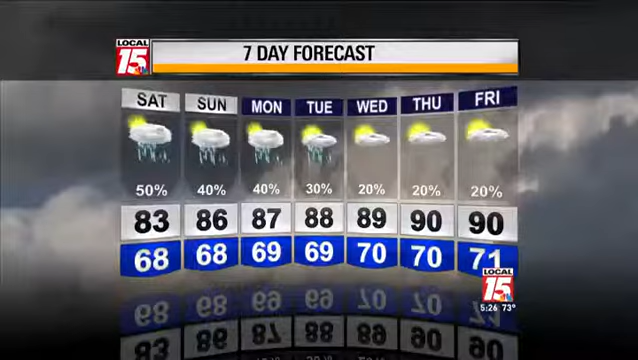 LOCAL
15
7 DAY FORECAST
SAT SUN MON TUE WED THU FRI
50% 40% 40% 30% 20% 20% 20%
83 86 87 88 89 90 90
68 68 69 69 70 70 71
LOCAL
15
5:26 73°